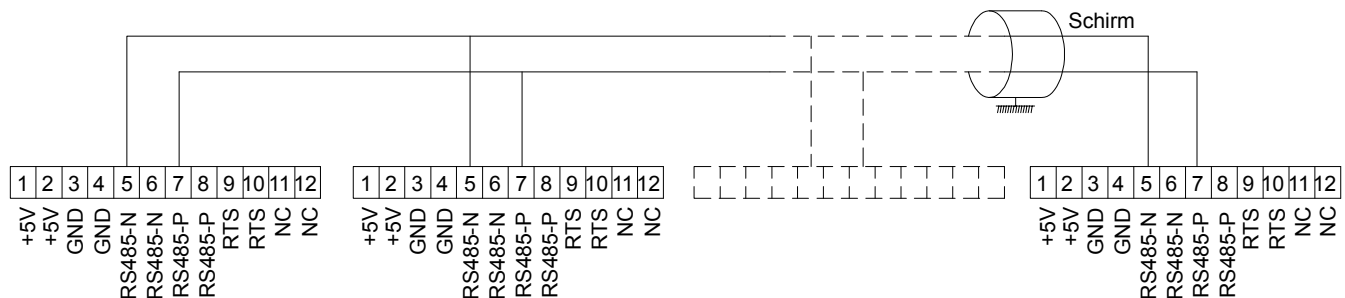 Schirm
1 2 3 4 5 6 7 8 9 10 11 12
+5V +5V GND GND RS485-N RS485-N RS485-P RS485-P RTS RTS NC NC
1 2 3 4 5 6 7 8 9 10 11 12
+5V +5V GND GND RS485-N RS485-N RS485-P RS485-P RTS RTS NC NC
1 2 3 4 5 6 7 8 9 10 11 12
+5V +5V GND GND RS485-N RS485-N RS485-P RS485-P RTS RTS NC NC